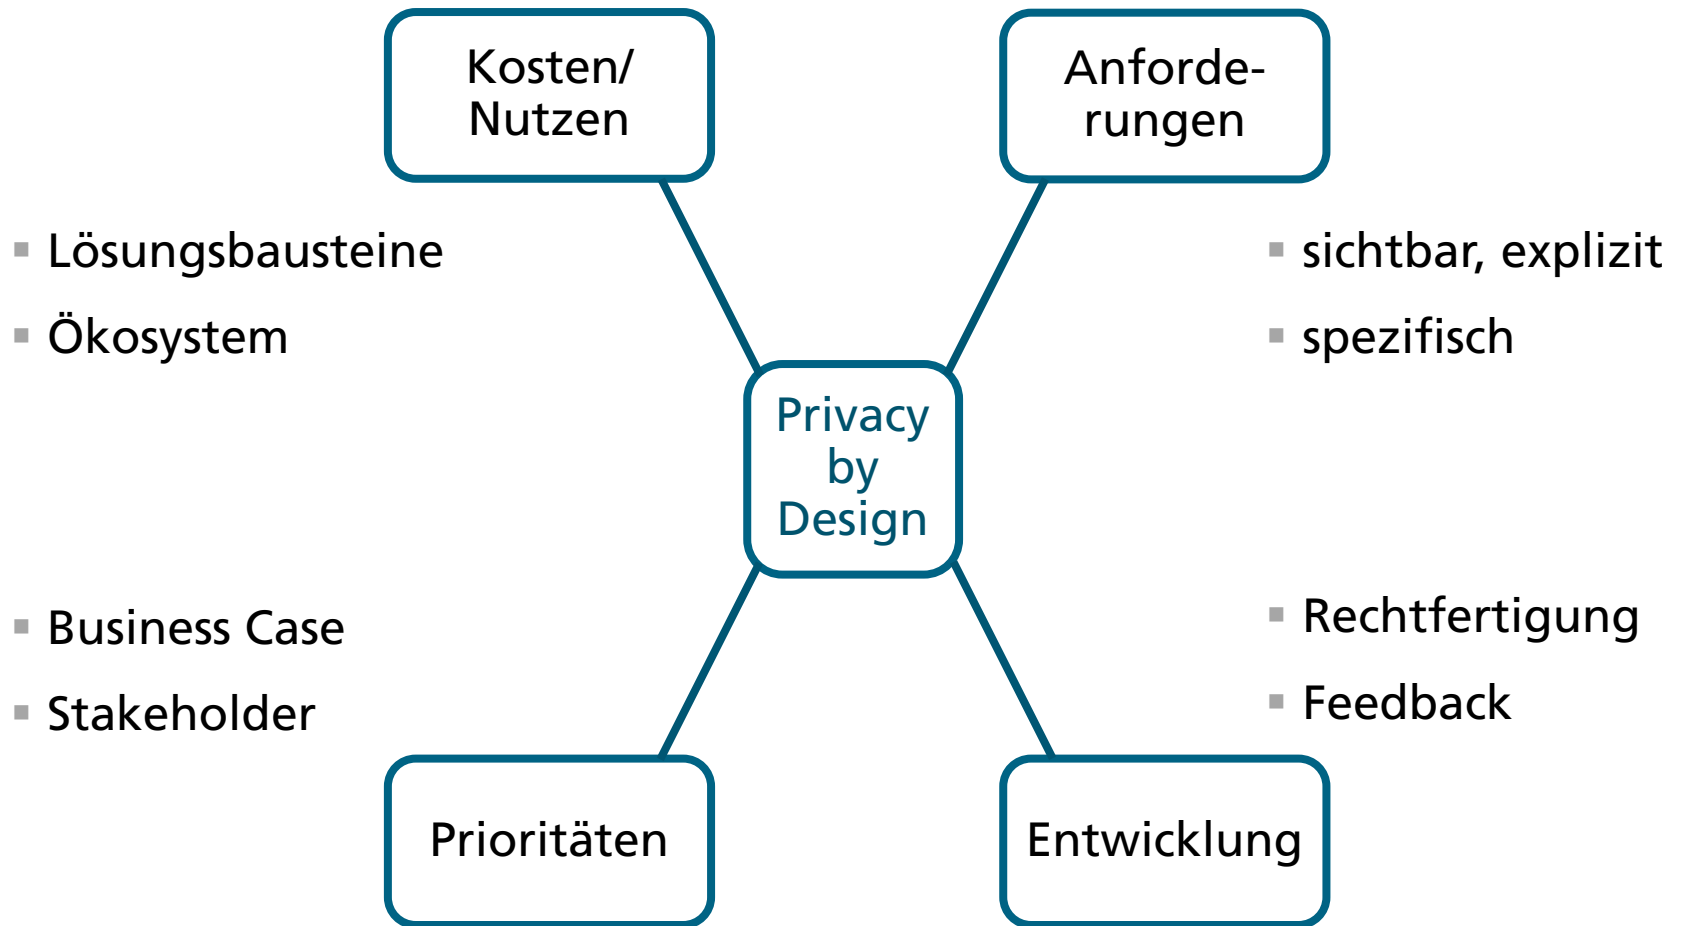 Kosten/
Nutzen
Anforde-
rungen
Lösungsbausteine
Ökosystem
sichtbar, explizit
spezifisch
Privacy
by
Design
Business Case
Stakeholder
Rechtfertigung
Feedback
Prioritäten
Entwicklung